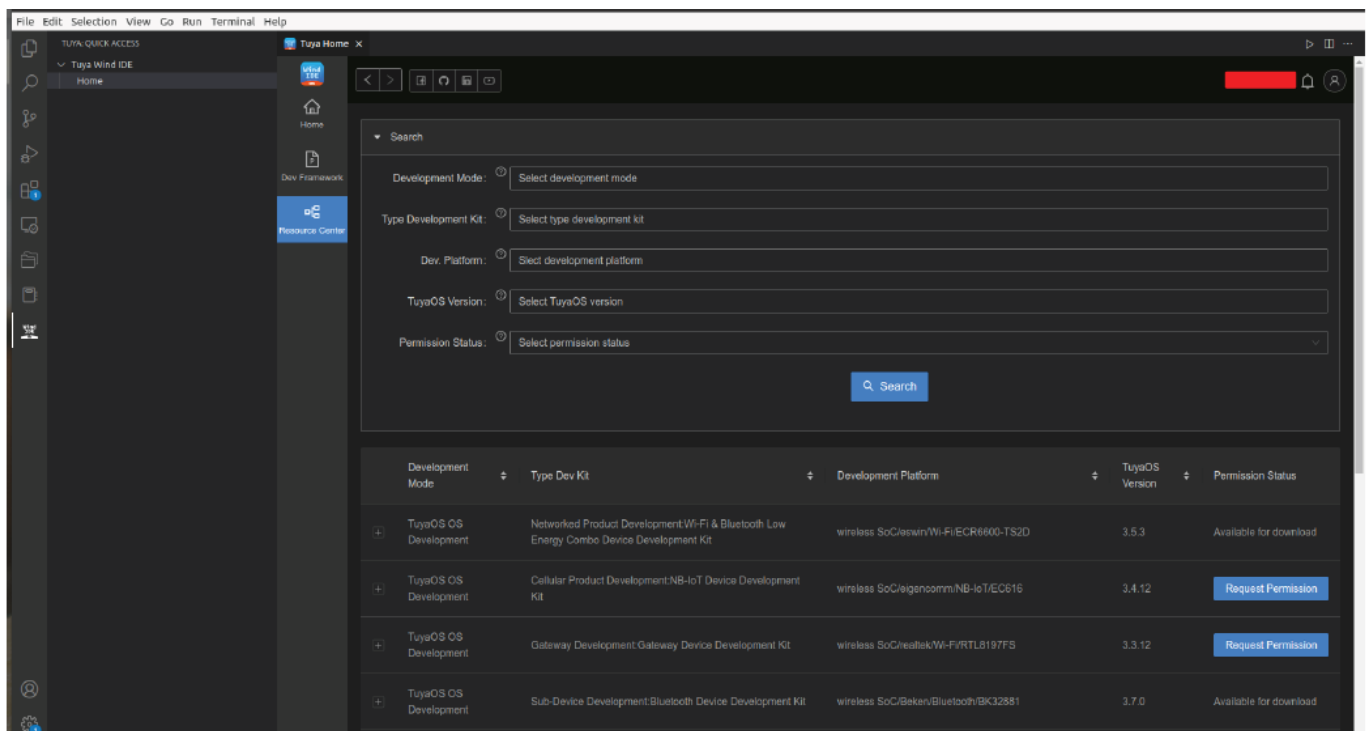 File Edit Selection View Go Run Terminal Help
TUYA: QUICK ACCESS
Tuya Wind IDE
Home
Tuya Home
Wind IDE
Home
Dev Framework
Resource Center
Search
Development Mode: Select development mode
Type Development Kit: Select type development kit
Dev. Platform: Slect development platform
TuyaOS Version: Select TuyaOS version
Permission Status: Select permission status
Search
Development Mode Type Dev Kit Development Platform TuyaOS Version Permission Status
TuyaOS OS Development Networked Product Development:Wi-Fi & Bluetooth Low Energy Combo Device Development Kit wireless SoC/eswin/Wi-Fi/ECR6600-TS2D 3.5.3 Available for download
TuyaOS OS Development Cellular Product Development:NB-IoT Device Development Kit wireless SoC/eigencomm/NB-IoT/EC616 3.4.12 Request Permission
TuyaOS OS Development Gateway Development:Gateway Device Development Kit wireless SoC/realtek/Wi-Fi/RTL8197FS 3.3.12 Request Permission
TuyaOS OS Development Sub-Device Development:Bluetooth Device Development Kit wireless SoC/Beken/Bluetooth/BK32881 3.7.0 Available for download